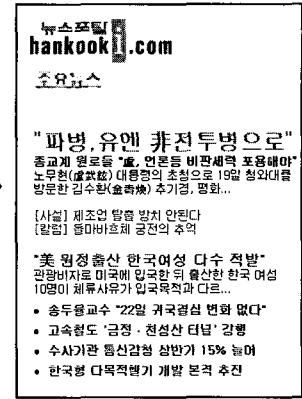 뉴스포털
hankooki.com
주요뉴스
"파병, 유엔 非전투병으로"
종교계 원로들 "盧, 언론등 비판세력 포용해야"
노무현(盧武鉉) 대통령의 초청으로 19일 청와대를
방문한 김수환(金壽煥) 추기경, 평화...
[사설] 제조업 탈출 방치 안된다
[칼럼] 돌마바흐체 궁전의 추억
"美 원정출산 한국여성 다수 적발"
관광비자로 미국에 입국한 뒤 출산한 한국 여성
10명이 체류사유가 입국목적과 다르...
• 송두율교수 "22일 귀국결심 변화 없다"
• 고속철도 '금정·천성산 터널' 강행
• 수사기관 통신감청 상반기 15% 늘어
• 한국형 다목적헬기 개발 본격 추진